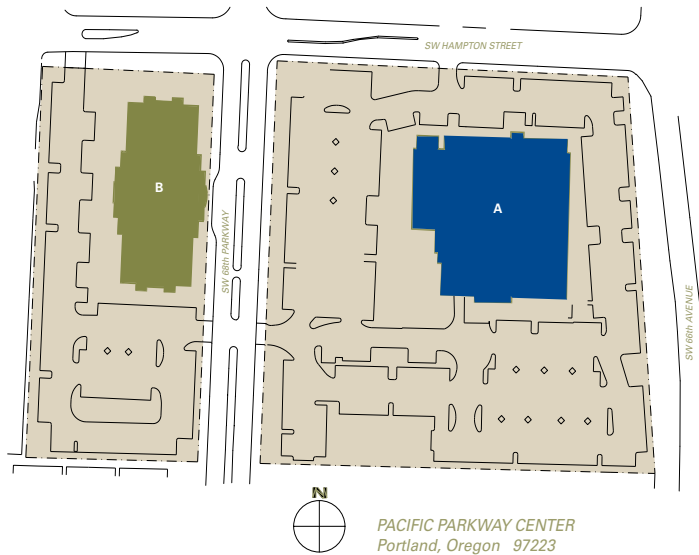 SW HAMPTON STREET
B
A
SW 68th PARKWAY
SW 66th AVENUE
N
PACIFIC PARKWAY CENTER
Portland, Oregon 97223